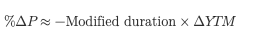 %ΔP ≈ −Modified duration × ΔYTM